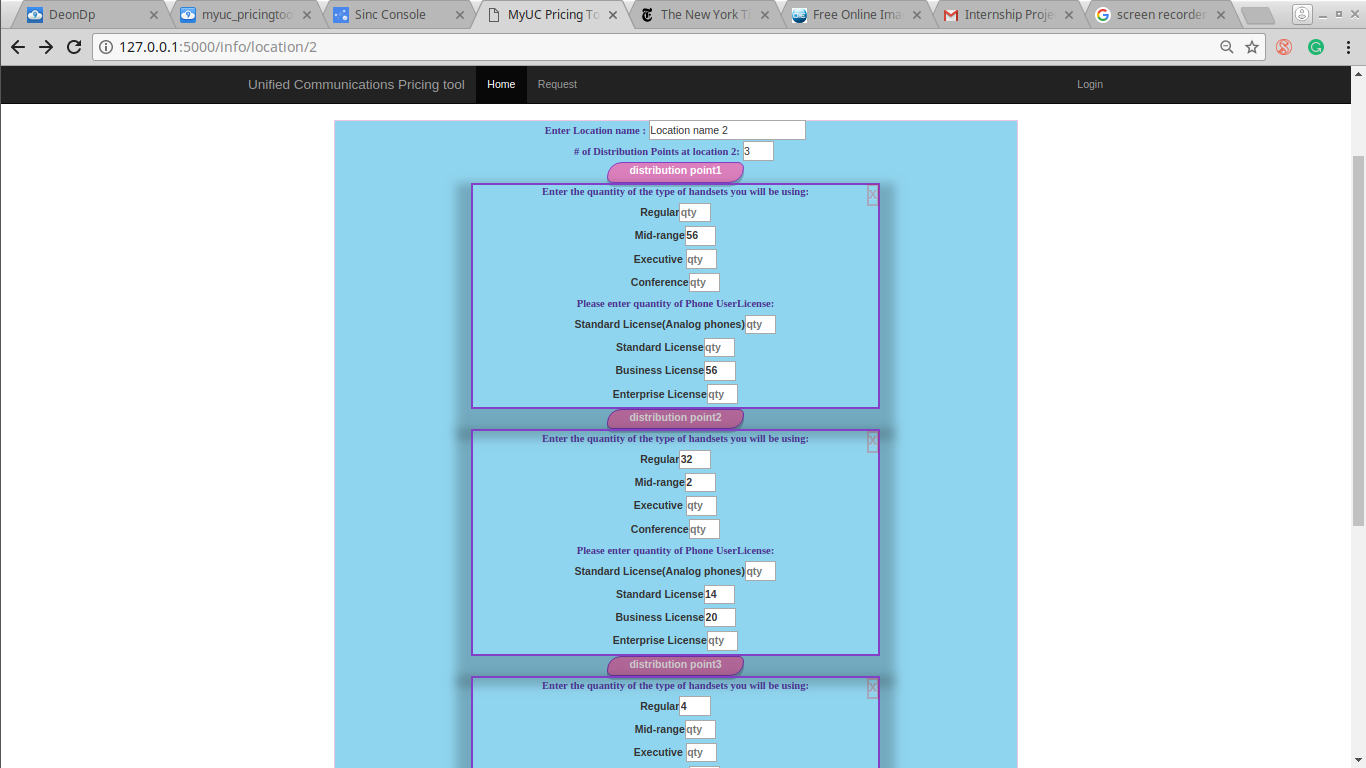 DeonDp
myuc_pricingtoo
Sinc Console
MyUC Pricing To
The New York T
Free Online Ima
Internship Proje
screen recorder
127.0.0.1:5000/info/location/2
Unified Communications Pricing tool Home Request Login
Enter Location name : Location name 2
# of Distribution Points at location 2: 3
distribution point1
Enter the quantity of the type of handsets you will be using: X
Regular qty
Mid-range 56
Executive qty
Conference qty
Please enter quantity of Phone UserLicense:
Standard License(Analog phones) qty
Standard License qty
Business License 56
Enterprise License qty
distribution point2
Enter the quantity of the type of handsets you will be using: X
Regular 32
Mid-range 2
Executive qty
Conference qty
Please enter quantity of Phone UserLicense:
Standard License(Analog phones) qty
Standard License 14
Business License 20
Enterprise License qty
distribution point3
Enter the quantity of the type of handsets you will be using: X
Regular 4
Mid-range qty
Executive qty